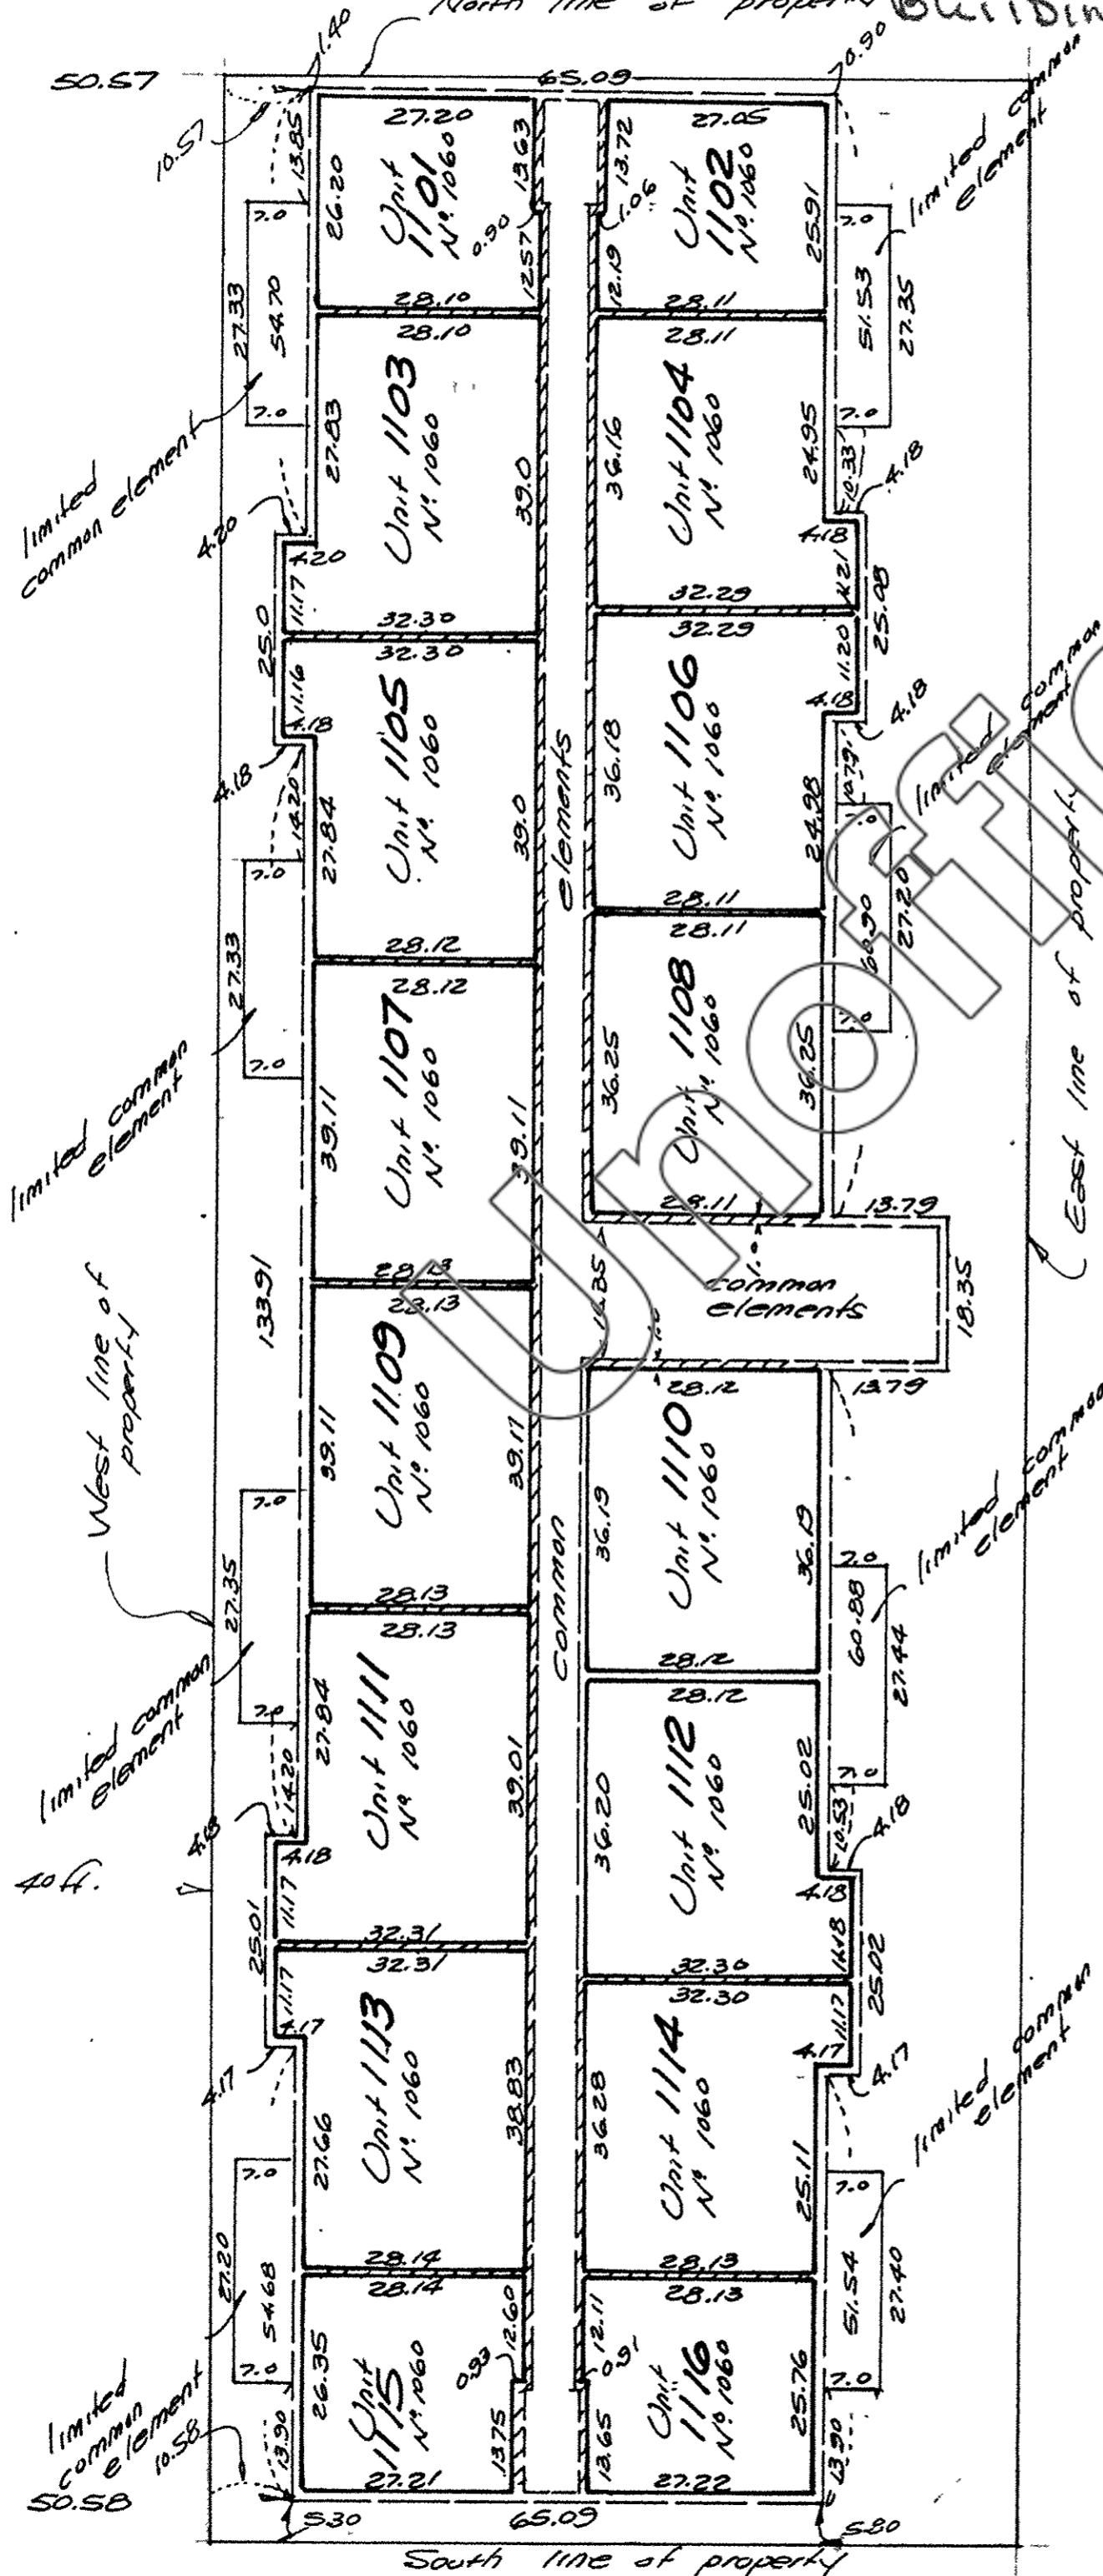 North line of property
Buildin
50.57
1.40
65.09
10.90
10.57
13.85
27.20
13.63
13.72
27.05
limited common
element
26.20
Unit
1101
Nº 1060
0.90
12.57
1.06
12.19
Unit
1102
Nº 1060
25.91
7.0
27.33
54.70
7.0
7.0
51.53
27.35
7.0
28.10
28.11
28.10
28.11
27.83
Unit 1103
Nº 1060
39.0
36.16
Unit 1104
Nº 1060
24.95
10.33
4.18
4.18
11.21
25.08
limited
common element
4.20
4.20
11.17
25.0
32.30
32.29
32.30
32.29
11.16
4.18
4.18
14.20
27.84
Unit 1105
Nº 1060
39.0
elements
36.18
Unit 1106
Nº 1060
11.20
4.18
4.18
10.79
24.98
limited common
element
27.20
7.0
7.0
27.33
7.0
28.12
28.11
28.12
28.11
limited common
element
39.11
Unit 1107
Nº 1060
39.11
36.25
Unit 1108
Nº 1060
36.25
East line of property
28.13
28.11
13.79
common
elements
18.35
13.79
1.0
133.91
West line of
property
28.13
39.11
Unit 1109
Nº 1060
39.11
28.13
28.12
36.19
Unit 1110
Nº 1060
36.19
28.12
limited common
element
7.0
60.88
27.44
7.0
7.0
27.35
7.0
limited common
element
28.13
27.84
14.20
Unit 1111
Nº 1060
39.01
common
28.12
36.20
Unit 1112
Nº 1060
25.02
10.53
4.18
4.18
11.18
25.02
4.18
4.18
40 ft.
11.17
25.01
32.31
32.30
32.31
32.30
11.17
4.17
4.17
27.66
Unit 1113
Nº 1060
38.83
36.28
Unit 1114
Nº 1060
11.17
4.17
4.17
25.11
limited common
element
7.0
27.20
54.68
7.0
7.0
51.54
27.40
7.0
28.14
28.13
28.14
28.13
26.35
Unit
1115
Nº 1060
12.60
0.93
13.75
12.11
0.91
13.65
Unit
1116
Nº 1060
25.76
limited
common
element
10.58
13.90
13.90
27.21
27.22
50.58
5.30
65.09
5.80
South line of property
Unoffic